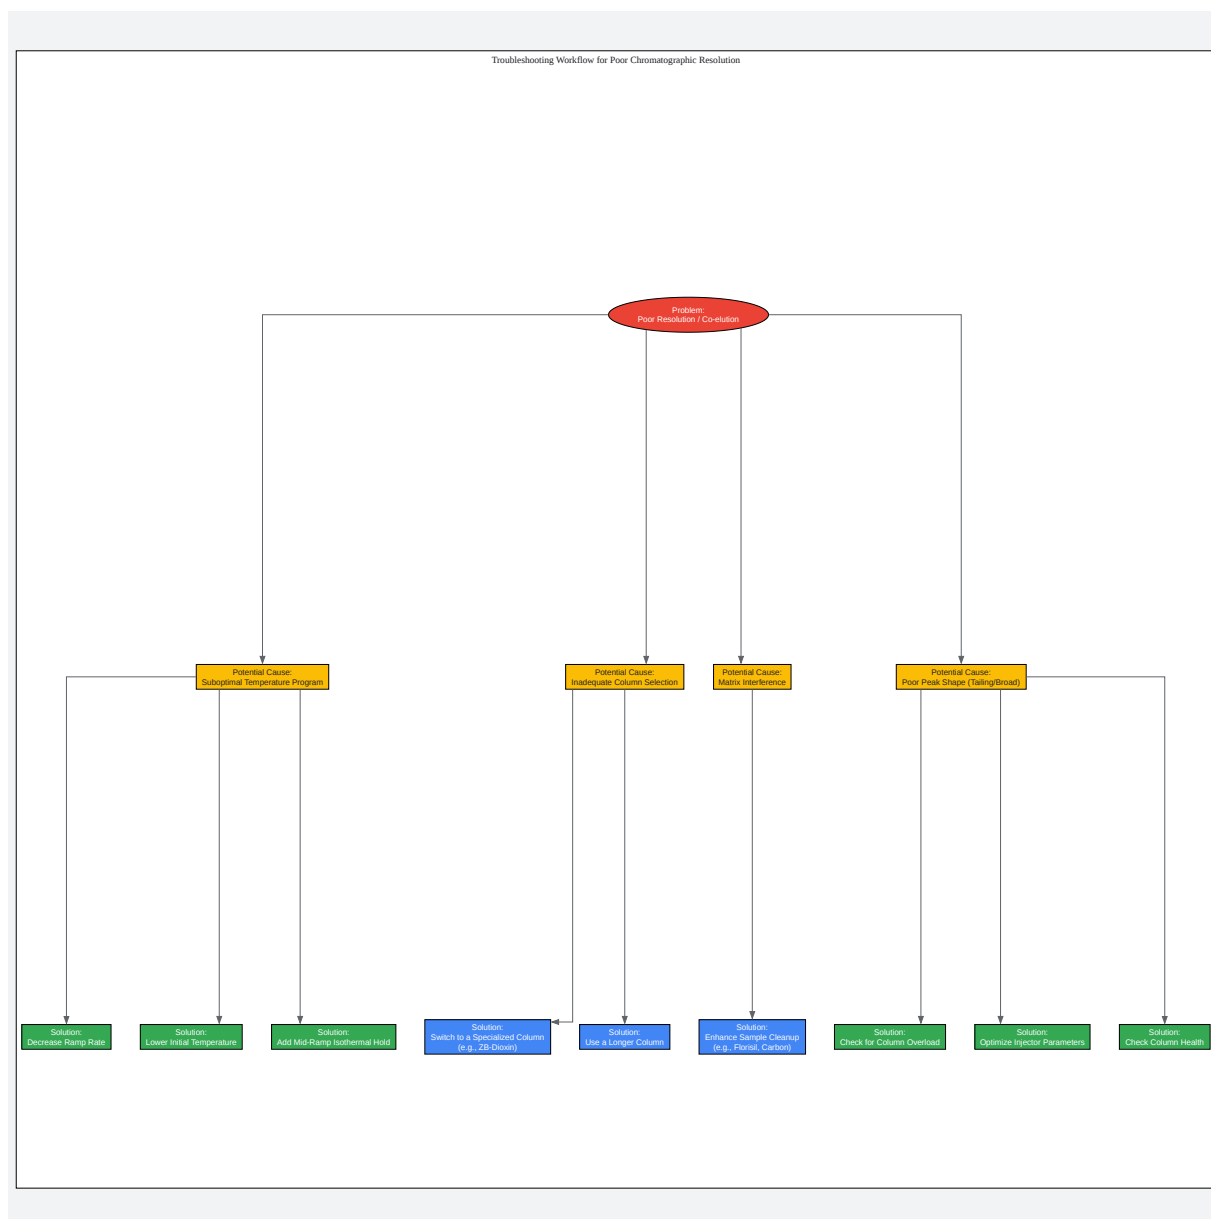 Troubleshooting Workflow for Poor Chromatographic Resolution
Problem:
Poor Resolution / Co-elution
Potential Cause:
Suboptimal Temperature Program
Potential Cause:
Inadequate Column Selection
Potential Cause:
Matrix Interference
Potential Cause:
Poor Peak Shape (Tailing/Broad)
Solution:
Decrease Ramp Rate
Solution:
Lower Initial Temperature
Solution:
Add Mid-Ramp Isothermal Hold
Solution:
Switch to a Specialized Column
(e.g., ZB-Dioxin)
Solution:
Use a Longer Column
Solution:
Enhance Sample Cleanup
(e.g., Florisil, Carbon)
Solution:
Check for Column Overload
Solution:
Optimize Injector Parameters
Solution:
Check Column Health